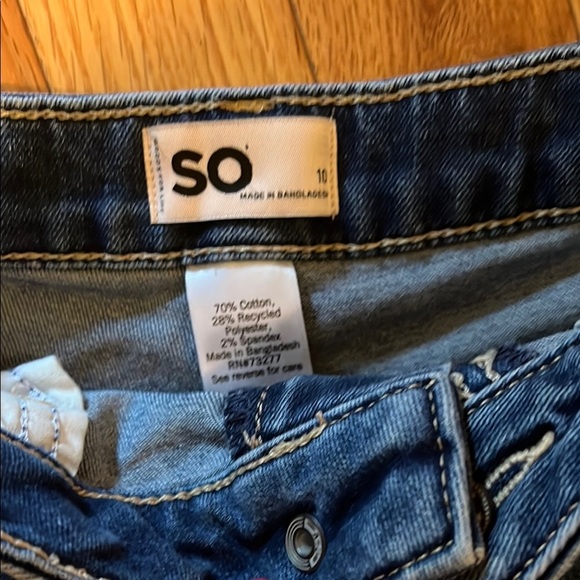 SO
10
MADE IN BANGLADESH
70% Cotton,
28% Recycled
Polyester,
2% Spandex
Made in Bangladesh
RN#73277
See reverse for care